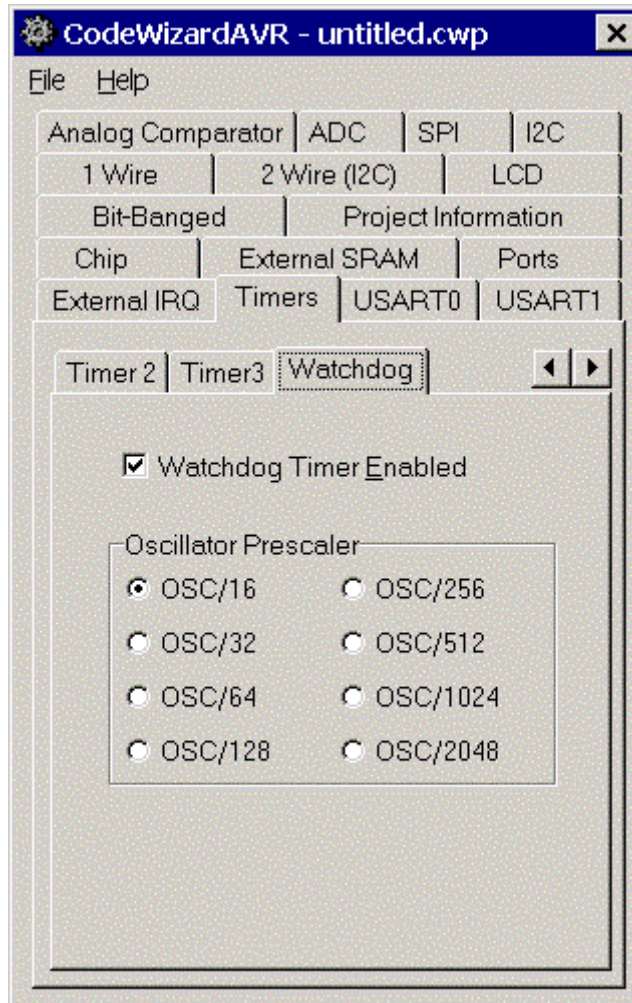 CodeWizardAVR - untitled.cwp
File Help
Analog Comparator ADC SPI I2C
1 Wire 2 Wire (I2C) LCD
Bit-Banged Project Information
Chip External SRAM Ports
External IRQ Timers USART0 USART1
Timer 2 Timer3 Watchdog
Watchdog Timer Enabled
Oscillator Prescaler
OSC/16 OSC/256
OSC/32 OSC/512
OSC/64 OSC/1024
OSC/128 OSC/2048